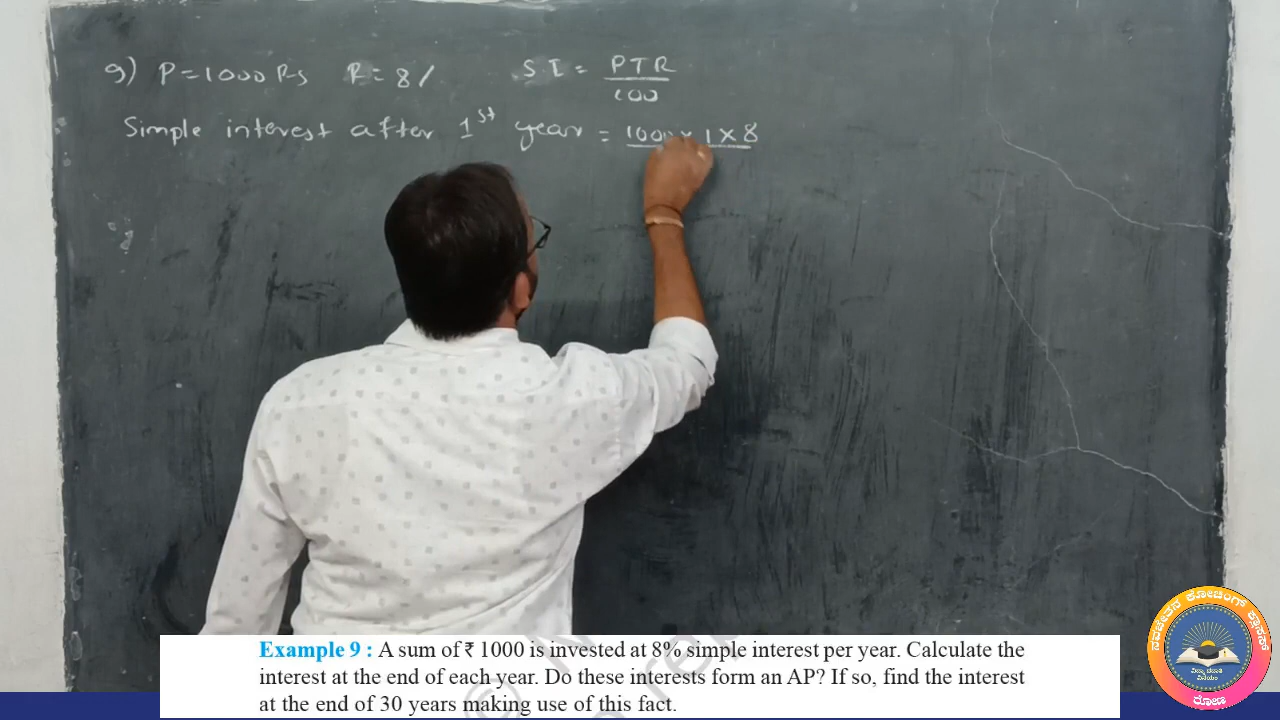 9) P = 1000 Rs R = 8 / S I = PTR
100
Simple interest after 1st year = 1000 × 1 × 8
Example 9 : A sum of ₹ 1000 is invested at 8% simple interest per year. Calculate the
interest at the end of each year. Do these interests form an AP? If so, find the interest
at the end of 30 years making use of this fact.
ನವಚೇತನ ಕೋಚಿಂಗ್ ಕ್ಲಾಸಸ್
ರೋಣ